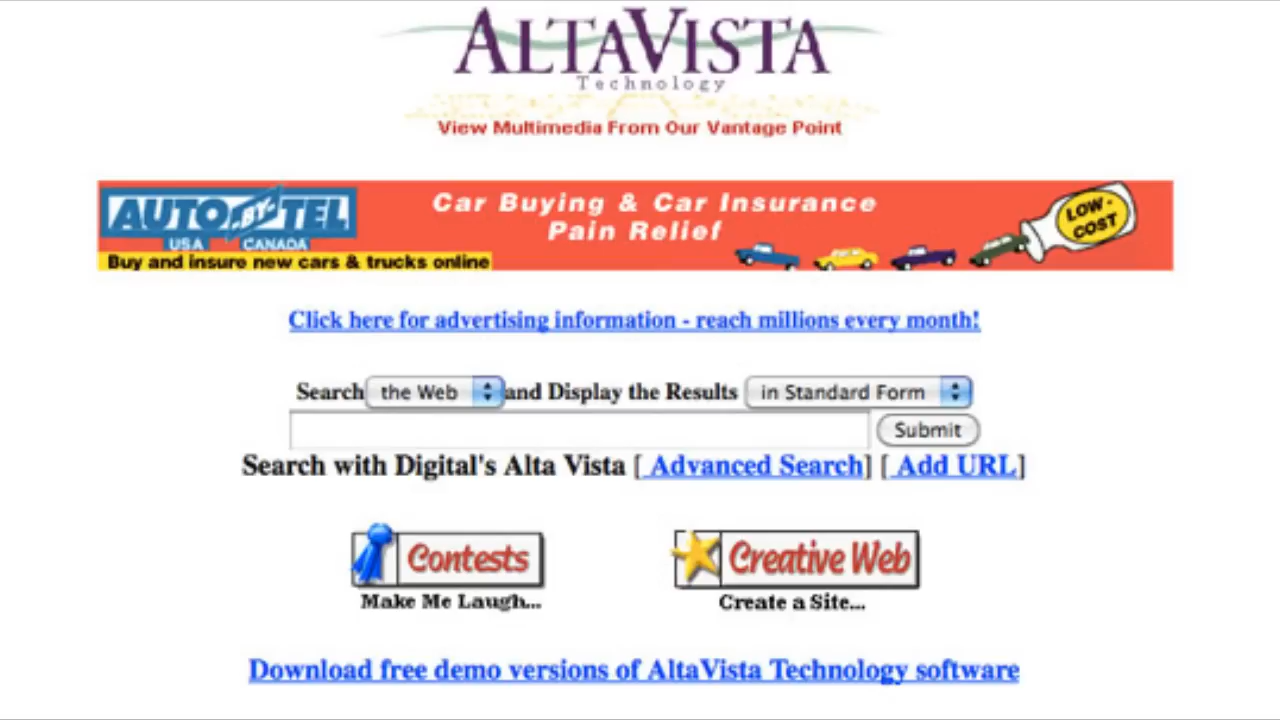 ALTAVISTA
Technology
View Multimedia From Our Vantage Point
AUTO-BY-TEL
USA CANADA
Buy and insure new cars & trucks online
Car Buying & Car Insurance
Pain Relief
LOW-
COST
Click here for advertising information - reach millions every month!
Search the Web and Display the Results in Standard Form
Submit
Search with Digital's Alta Vista [ Advanced Search] [ Add URL]
Contests
Make Me Laugh...
Creative Web
Create a Site...
Download free demo versions of AltaVista Technology software